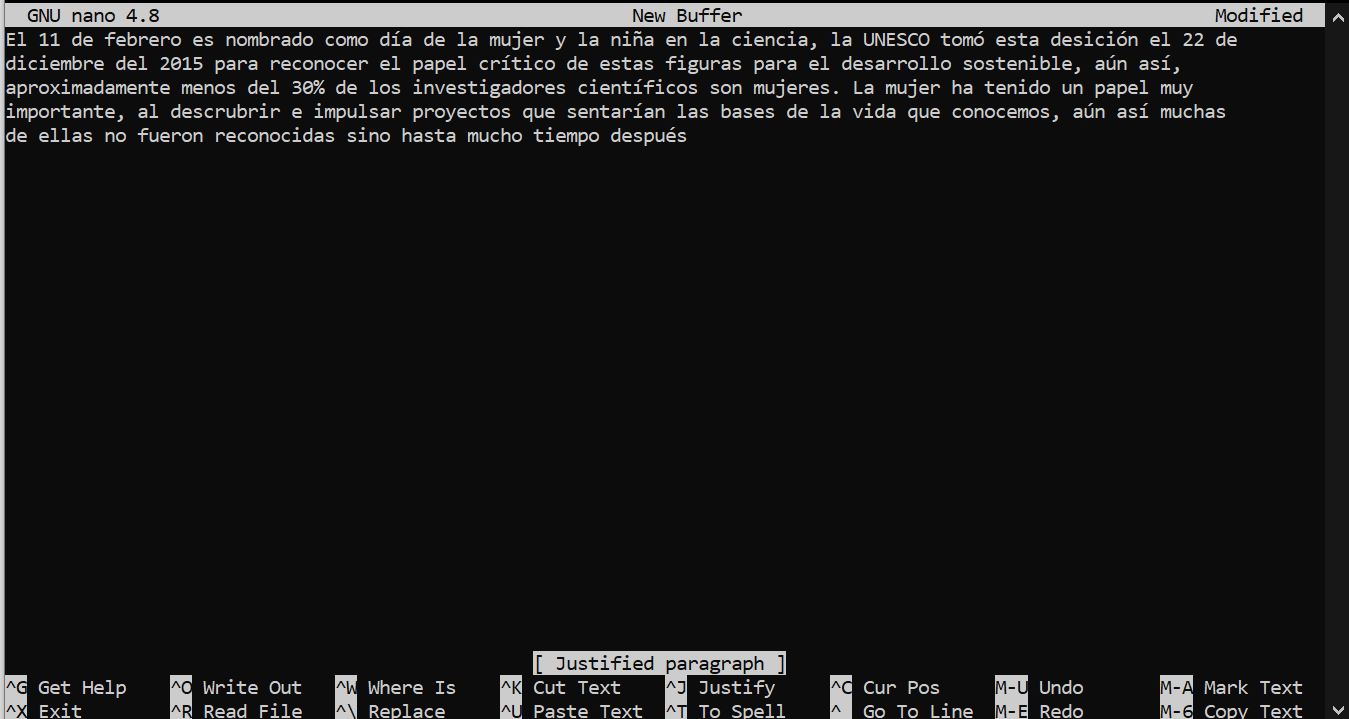 GNU nano 4.8 New Buffer Modified
El 11 de febrero es nombrado como día de la mujer y la niña en la ciencia, la UNESCO tomó esta desición el 22 de
diciembre del 2015 para reconocer el papel crítico de estas figuras para el desarrollo sostenible, aún así,
aproximadamente menos del 30% de los investigadores científicos son mujeres. La mujer ha tenido un papel muy
importante, al descrubrir e impulsar proyectos que sentarían las bases de la vida que conocemos, aún así muchas
de ellas no fueron reconocidas sino hasta mucho tiempo después
[ Justified paragraph ]
^G Get Help ^O Write Out ^W Where Is ^K Cut Text ^J Justify ^C Cur Pos M-U Undo M-A Mark Text
^X Exit ^R Read File ^\ Replace ^U Paste Text ^T To Spell ^_ Go To Line M-E Redo M-6 Copy Text